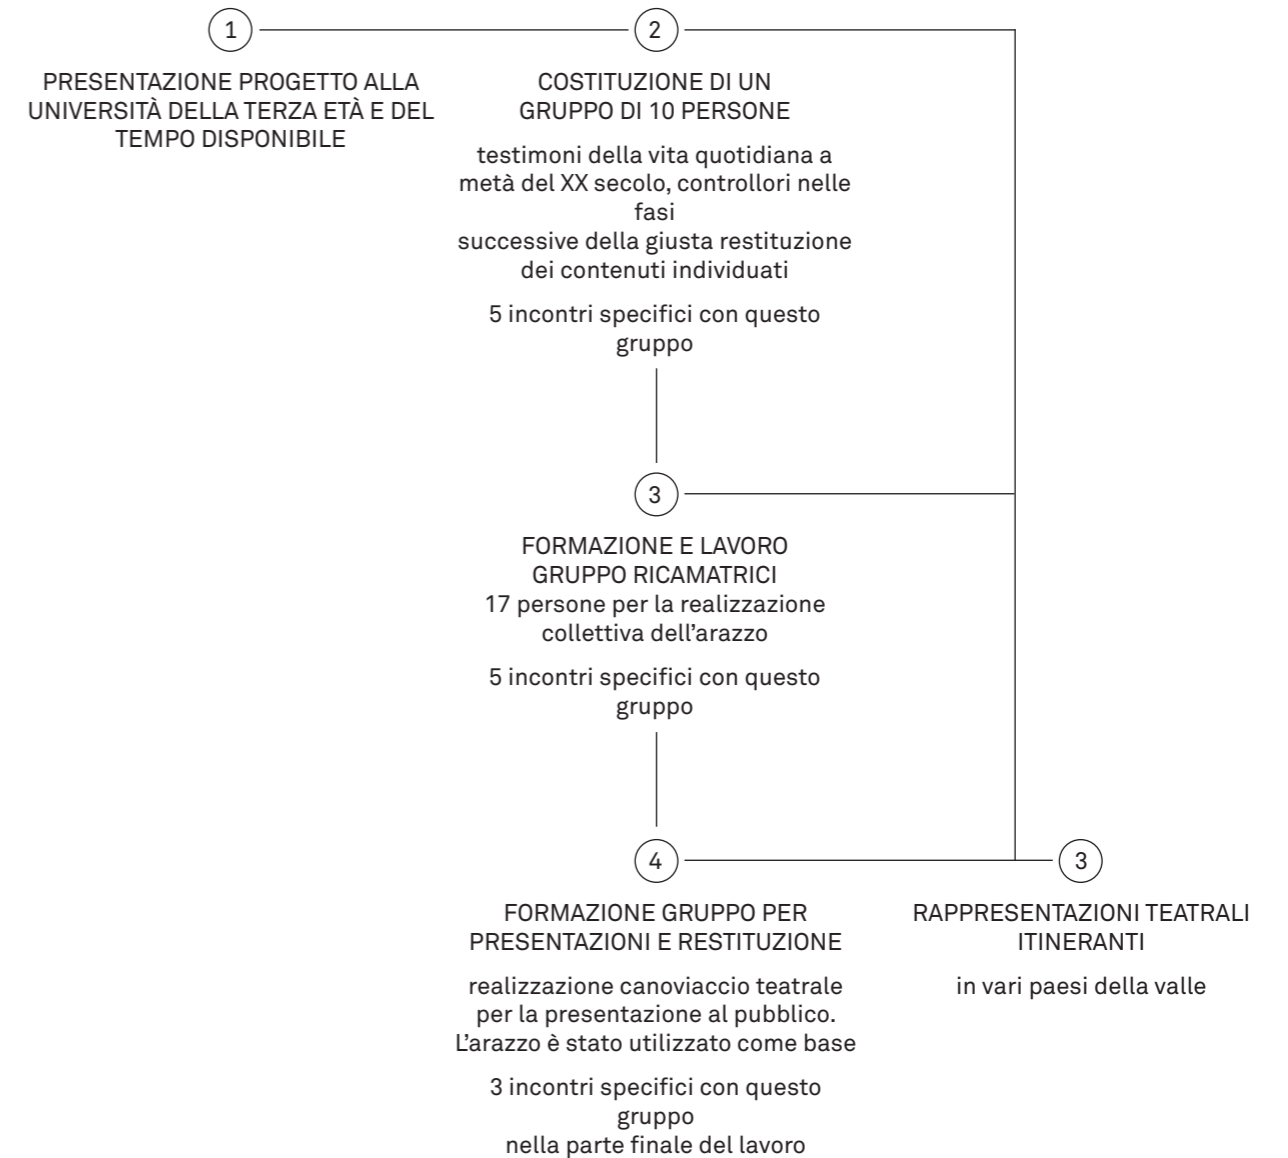 1
PRESENTAZIONE PROGETTO ALLA
UNIVERSITÀ DELLA TERZA ETÀ E DEL
TEMPO DISPONIBILE
2
COSTITUZIONE DI UN
GRUPPO DI 10 PERSONE
testimoni della vita quotidiana a
metà del XX secolo, controllori nelle
fasi
successive della giusta restituzione
dei contenuti individuati
5 incontri specifici con questo
gruppo
3
FORMAZIONE E LAVORO
GRUPPO RICAMATRICI
17 persone per la realizzazione
collettiva dell’arazzo
5 incontri specifici con questo
gruppo
4
FORMAZIONE GRUPPO PER
PRESENTAZIONI E RESTITUZIONE
realizzazione canoviaccio teatrale
per la presentazione al pubblico.
L’arazzo è stato utilizzato come base
3 incontri specifici con questo
gruppo
nella parte finale del lavoro
3
RAPPRESENTAZIONI TEATRALI
ITINERANTI
in vari paesi della valle